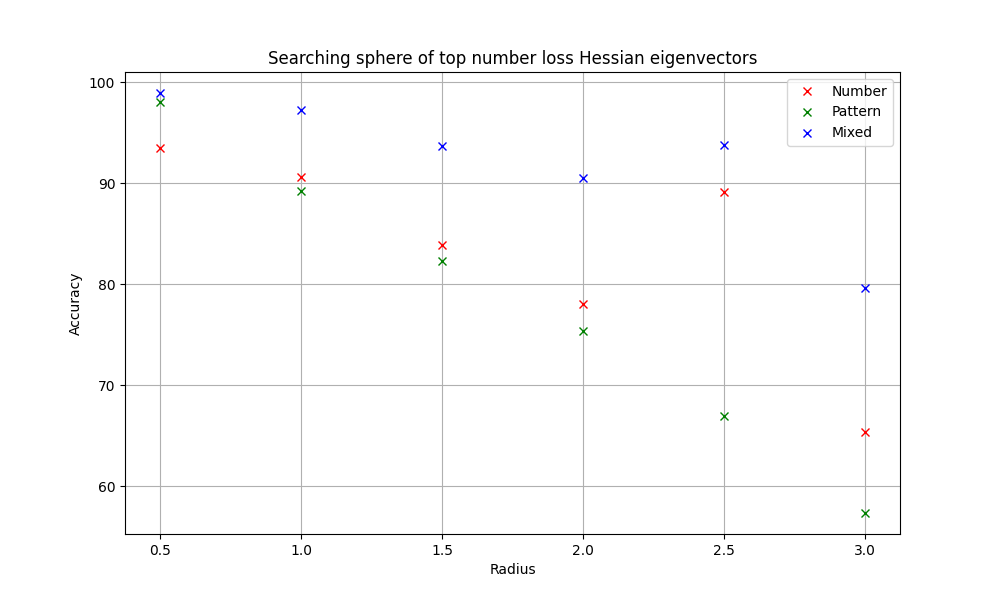 Searching sphere of top number loss Hessian eigenvectors
100
90
80
70
60
Accuracy
Number
Pattern
Mixed
0.5 1.0 1.5 2.0 2.5 3.0
Radius